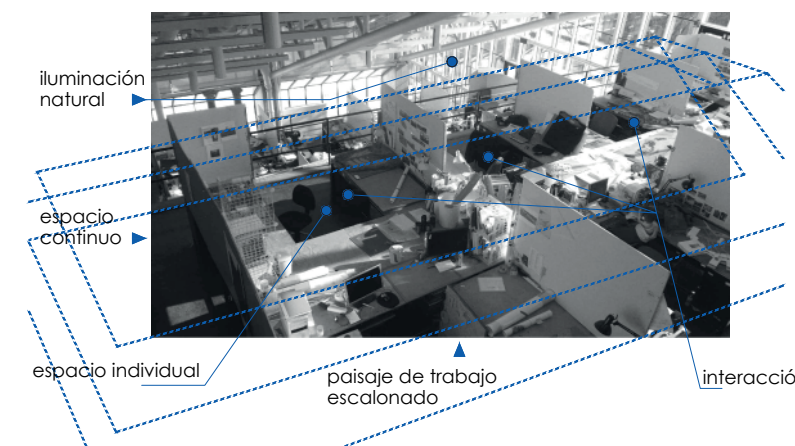 iluminación
natural
espacio
continuo
espacio individual
paisaje de trabajo
escalonado
interacció